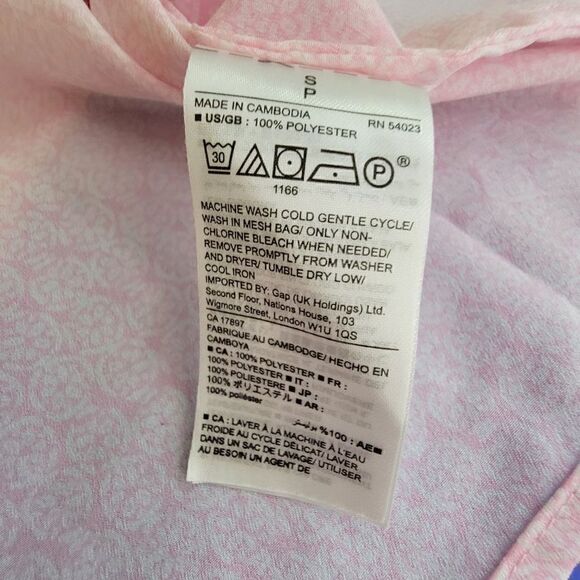 S
P
MADE IN CAMBODIA RN 54023
■ US/GB : 100% POLYESTER
30 P ®
1166
MACHINE WASH COLD GENTLE CYCLE/
WASH IN MESH BAG/ ONLY NON-
CHLORINE BLEACH WHEN NEEDED/
REMOVE PROMPTLY FROM WASHER
AND DRYER/ TUMBLE DRY LOW/
COOL IRON
IMPORTED BY: Gap (UK Holdings) Ltd.
Second Floor, Nations House, 103
Wigmore Street, London W1U 1QS
CA 17897
FABRIQUE AU CAMBODGE/ HECHO EN
CAMBOYA
■ CA : 100% POLYESTER ■ FR :
100% POLYESTER ■ IT :
100% POLIESTERE ■ JP :
100% ポリエステル ■ AR :
100% poliéster
■ AE : 100% بوليستر
■ CA : LAVER À LA MACHINE À L'EAU
FROIDE AU CYCLE DÉLICAT/ LAVER
DANS UN SAC DE LAVAGE/ UTILISER
AU BESOIN UN AGENT DE